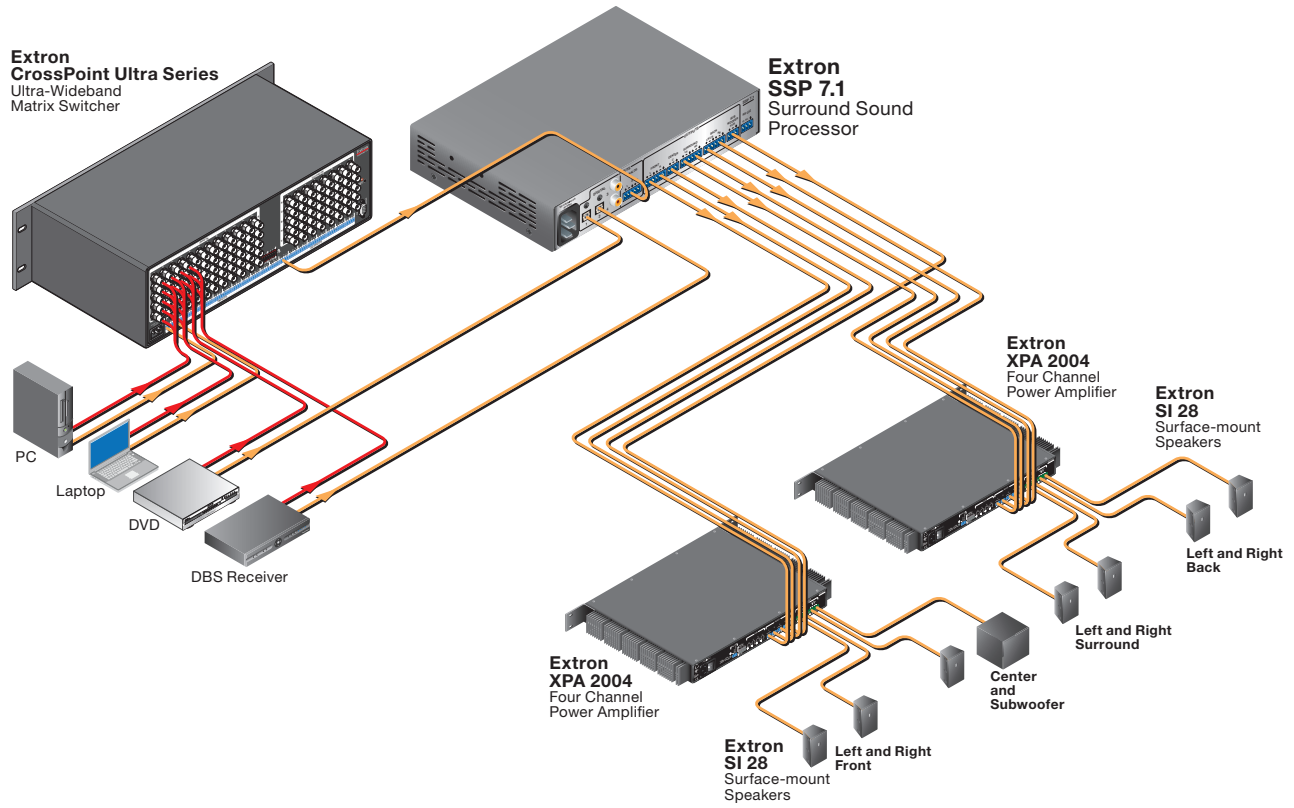 Extron
CrossPoint Ultra Series
Ultra-Wideband
Matrix Switcher
Extron
SSP 7.1
Surround Sound
Processor
PC
Laptop
DVD
DBS Receiver
Extron
XPA 2004
Four Channel
Power Amplifier
Extron
SI 28
Surface-mount
Speakers
Left and Right
Back
Left and Right
Surround
Center
and
Subwoofer
Extron
XPA 2004
Four Channel
Power Amplifier
Left and Right
Front
Extron
SI 28
Surface-mount
Speakers